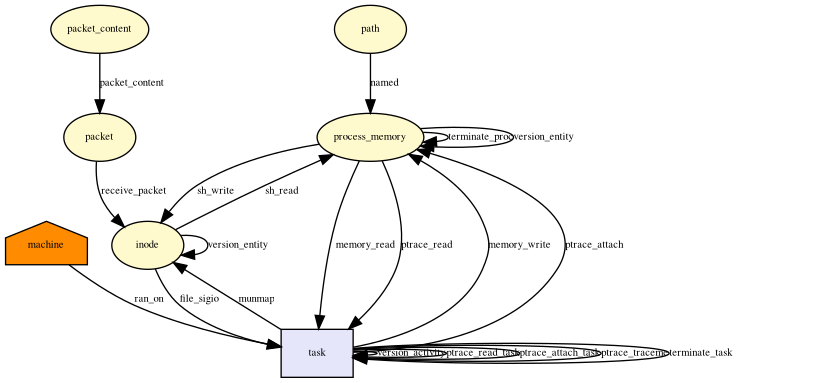 packet_content
path
packet_content
named
packet
process_memory
terminate_proc
version_entity
receive_packet
sh_write
sh_read
machine
inode
version_entity
memory_read
ptrace_read
memory_write
ptrace_attach
ran_on
file_sigio
munmap
task
version_activity
ptrace_read_task
ptrace_attach_task
ptrace_traceme
terminate_task